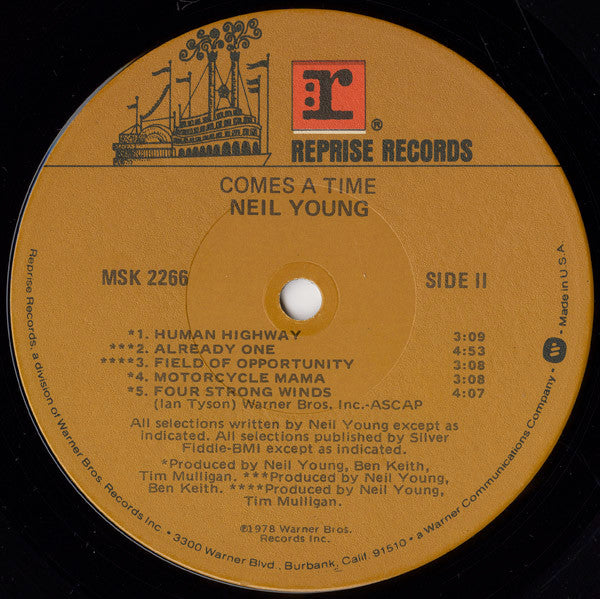 r
®
REPRISE RECORDS
COMES A TIME
NEIL YOUNG
MSK 2266
SIDE II
*1. HUMAN HIGHWAY 3:09
***2. ALREADY ONE 4:53
****3. FIELD OF OPPORTUNITY 3:08
*4. MOTORCYCLE MAMA 3:08
*5. FOUR STRONG WINDS 4:07
(Ian Tyson) Warner Bros. Inc.-ASCAP
All selections written by Neil Young except as
indicated. All selections published by Silver
Fiddle-BMI except as indicated.
*Produced by Neil Young, Ben Keith,
Tim Mulligan. ***Produced by Neil Young,
Ben Keith. ****Produced by Neil Young,
Tim Mulligan.
℗1978 Warner Bros.
Records Inc.
Reprise Records, a division of Warner Bros. Records Inc. • 3300 Warner Blvd., Burbank, Calif. 91510 • a Warner Communications Company • W • Made in U.S.A.